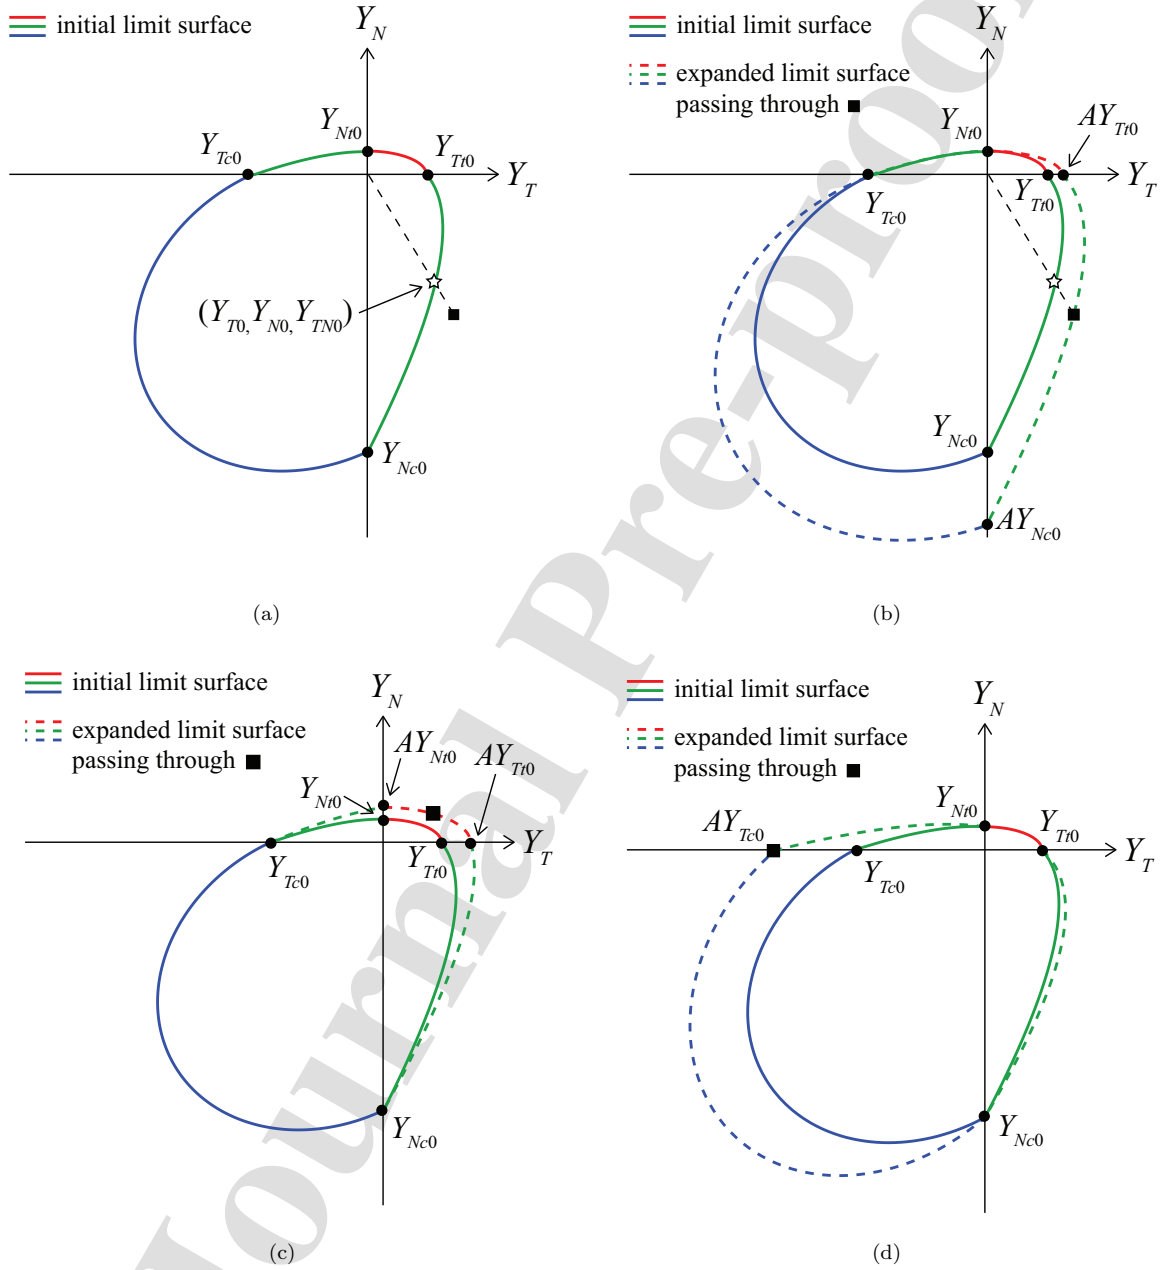 initial limit surface
Y_N
Y_Nt0
Y_Tc0
Y_Tt0
Y_T
(Y_T0, Y_N0, Y_TN0)
Y_Nc0
(a)
initial limit surface
expanded limit surface
passing through ■
Y_N
Y_Nt0
AY_Tt0
Y_T
Y_Tc0
Y_Tt0
Y_Nc0
AY_Nc0
(b)
initial limit surface
expanded limit surface
passing through ■
Y_N
AY_Nt0
AY_Tt0
Y_Nt0
Y_T
Y_Tc0
Y_Tt0
Y_Nc0
(c)
initial limit surface
expanded limit surface
passing through ■
Y_N
Y_Nt0
AY_Tc0
Y_Tt0
Y_T
Y_Tc0
Y_Nc0
(d)
Journal Pre-proo